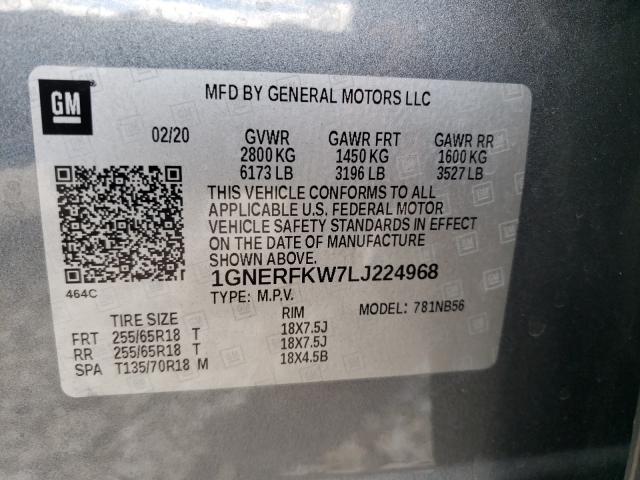 GM
MFD BY GENERAL MOTORS LLC
02/20 GVWR GAWR FRT GAWR RR
2800 KG 1450 KG 1600 KG
6173 LB 3196 LB 3527 LB
THIS VEHICLE CONFORMS TO ALL
APPLICABLE U.S. FEDERAL MOTOR
VEHICLE SAFETY STANDARDS IN EFFECT
ON THE DATE OF MANUFACTURE
SHOWN ABOVE.
464C
1GNERFKW7LJ224968
TYPE: M.P.V. MODEL: 781NB56
TIRE SIZE RIM
FRT 255/65R18 T 18X7.5J
RR 255/65R18 T 18X7.5J
SPA T135/70R18 M 18X4.5B